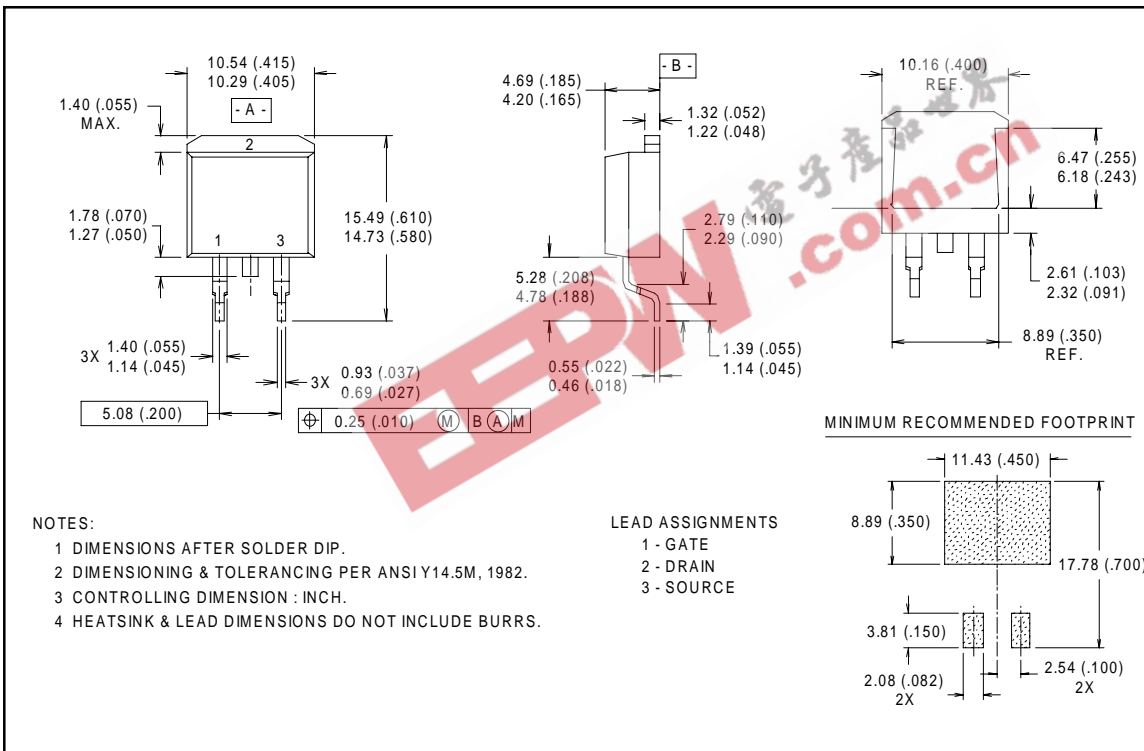 10.54 (.415)
10.29 (.405)
- A -
1.40 (.055)
MAX.
2
1.78 (.070)
1.27 (.050)
1
3
15.49 (.610)
14.73 (.580)
3X
1.40 (.055)
1.14 (.045)
3X
0.93 (.037)
0.69 (.027)
5.08 (.200)
0.25 (.010) M B A M
- B -
4.69 (.185)
4.20 (.165)
1.32 (.052)
1.22 (.048)
2.79 (.110)
2.29 (.090)
5.28 (.208)
4.78 (.188)
0.55 (.022)
0.46 (.018)
1.39 (.055)
1.14 (.045)
10.16 (.400)
REF.
6.47 (.255)
6.18 (.243)
2.61 (.103)
2.32 (.091)
8.89 (.350)
REF.
EEPW
.com.cn
電子產品世界
MINIMUM RECOMMENDED FOOTPRINT
11.43 (.450)
8.89 (.350)
17.78 (.700)
3.81 (.150)
2.08 (.082)
2X
2.54 (.100)
2X
NOTES:
1 DIMENSIONS AFTER SOLDER DIP.
2 DIMENSIONING & TOLERANCING PER ANSI Y14.5M, 1982.
3 CONTROLLING DIMENSION : INCH.
4 HEATSINK & LEAD DIMENSIONS DO NOT INCLUDE BURRS.
LEAD ASSIGNMENTS
1 - GATE
2 - DRAIN
3 - SOURCE